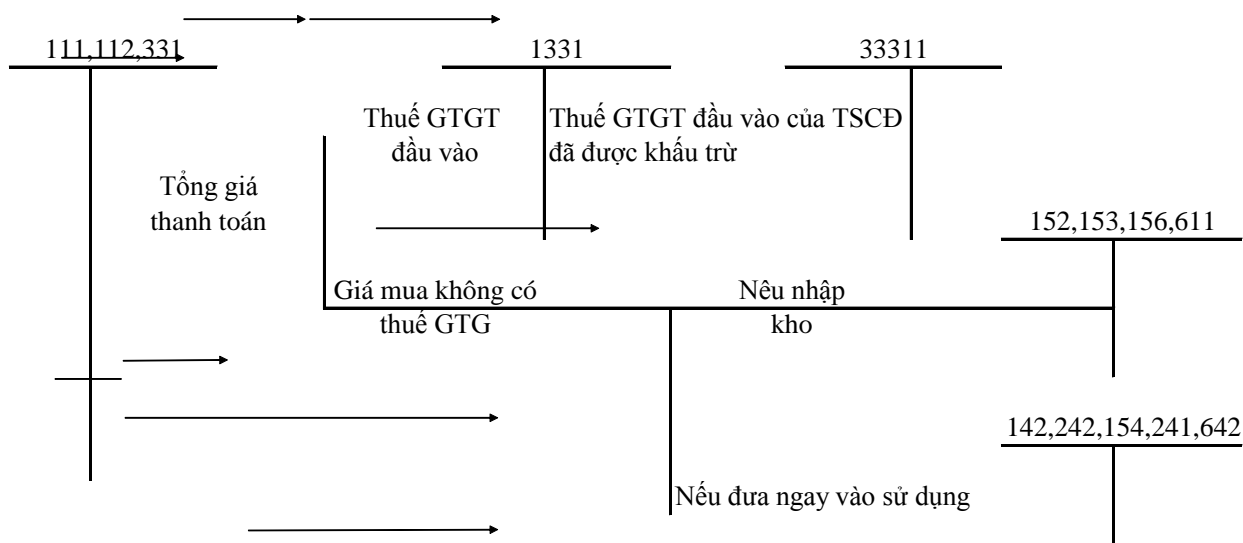 111,112,331
1331
33311
Thuế GTGT
đầu vào
Thuế GTGT đầu vào của TSCĐ
đã được khấu trừ
Tổng giá
thanh toán
152,153,156,611
Giá mua không có
thuế GTG
Nêu nhập
kho
142,242,154,241,642
Nếu đưa ngay vào sử dụng